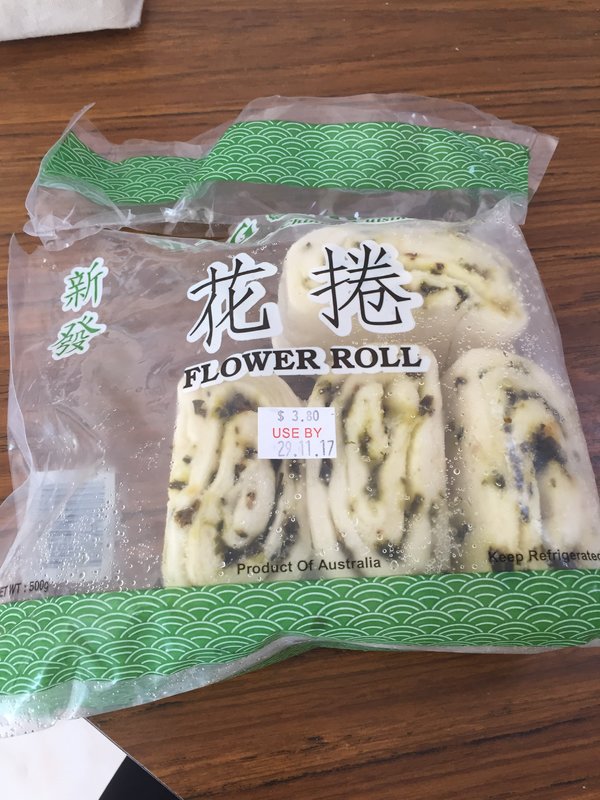 新發
花捲
FLOWER ROLL
$ 3.80
USE BY
29.11.17
Product Of Australia
Keep Refrigerated
ET WT : 500g